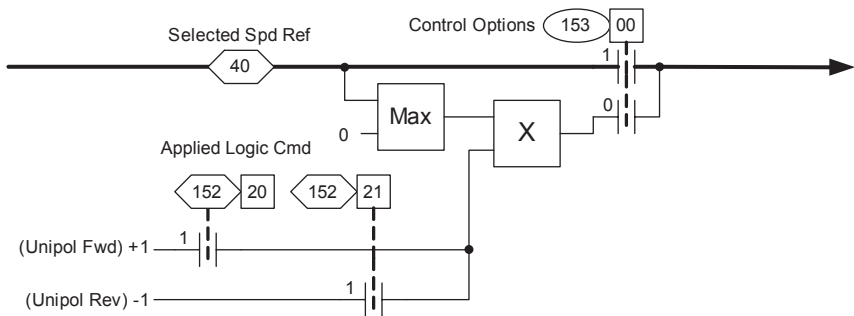 Control Options 153 00
Selected Spd Ref
1
40
0
Max
X
0
Applied Logic Cmd
152 20 152 21
1
(Unipol Fwd) +1
1
(Unipol Rev) -1